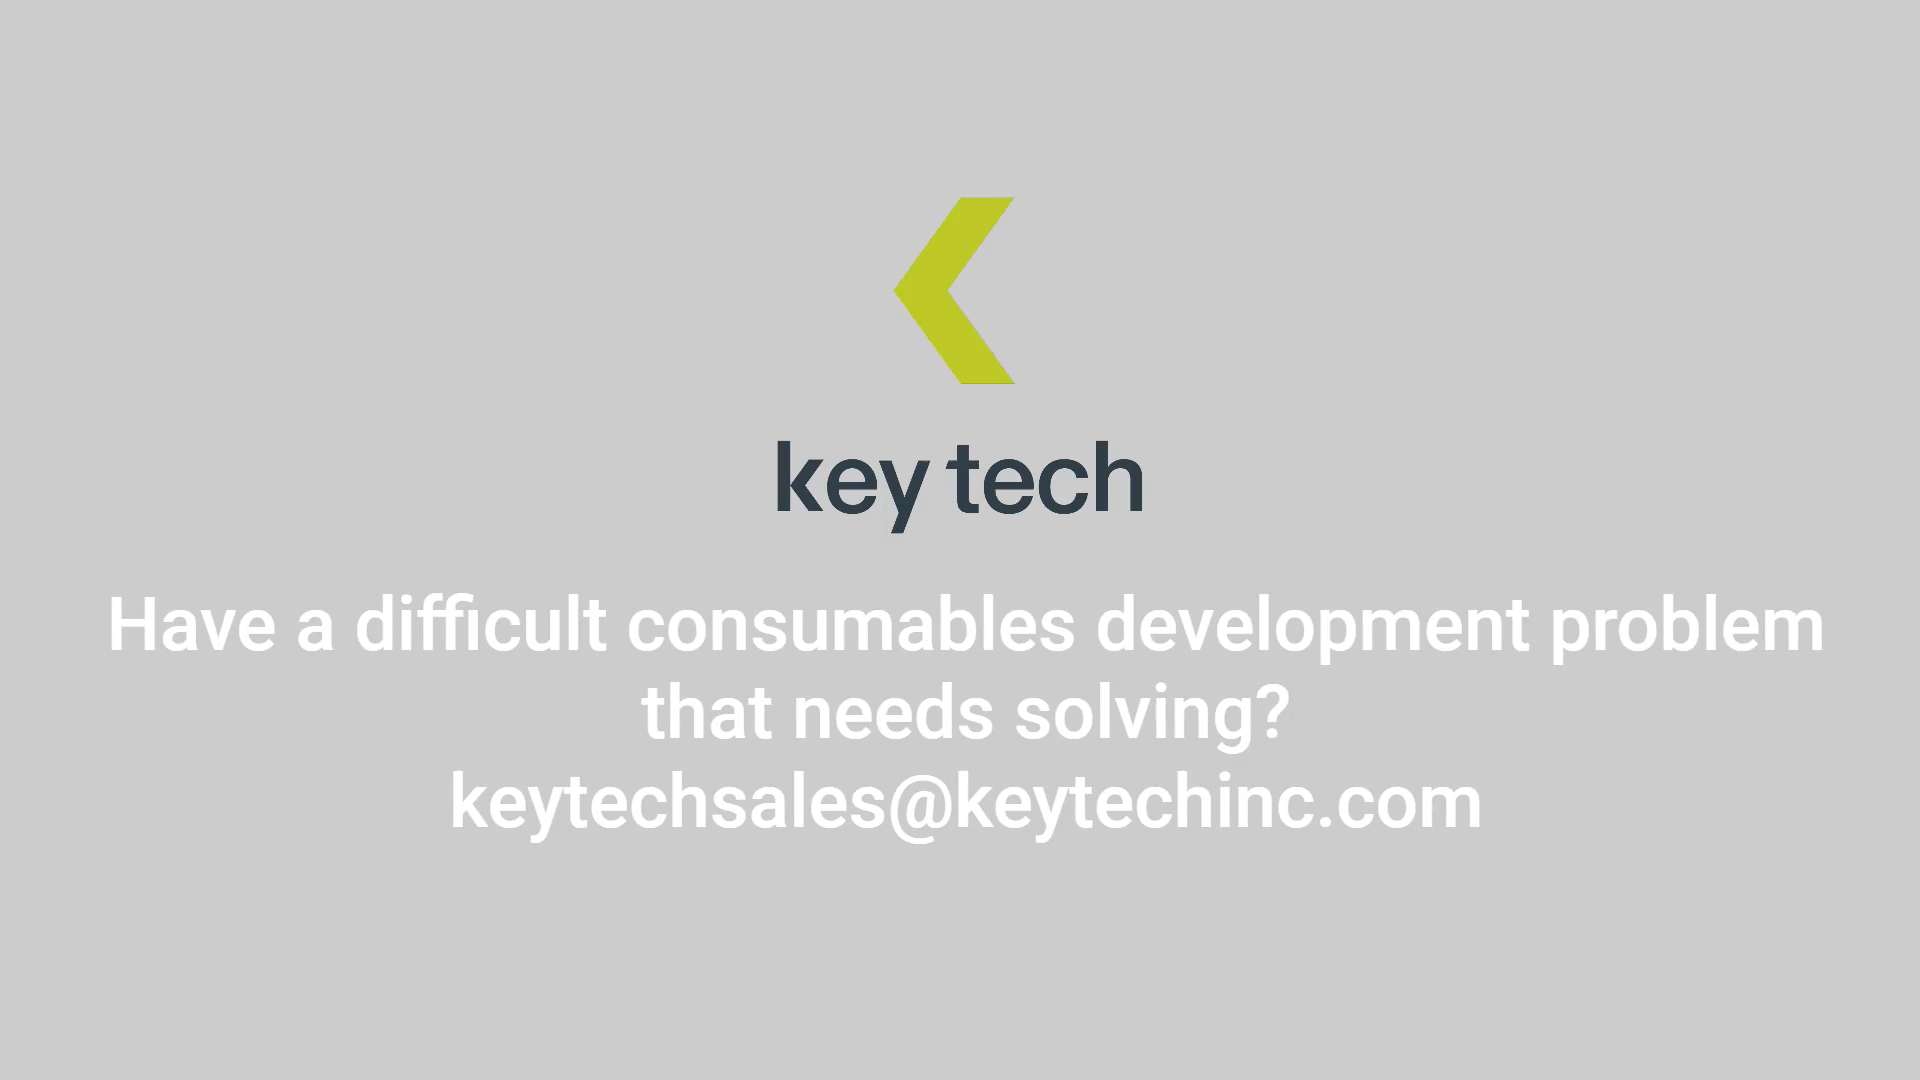 key tech
Have a difficult consumables development problem
that needs solving?
keytechsales@keytechinc.com